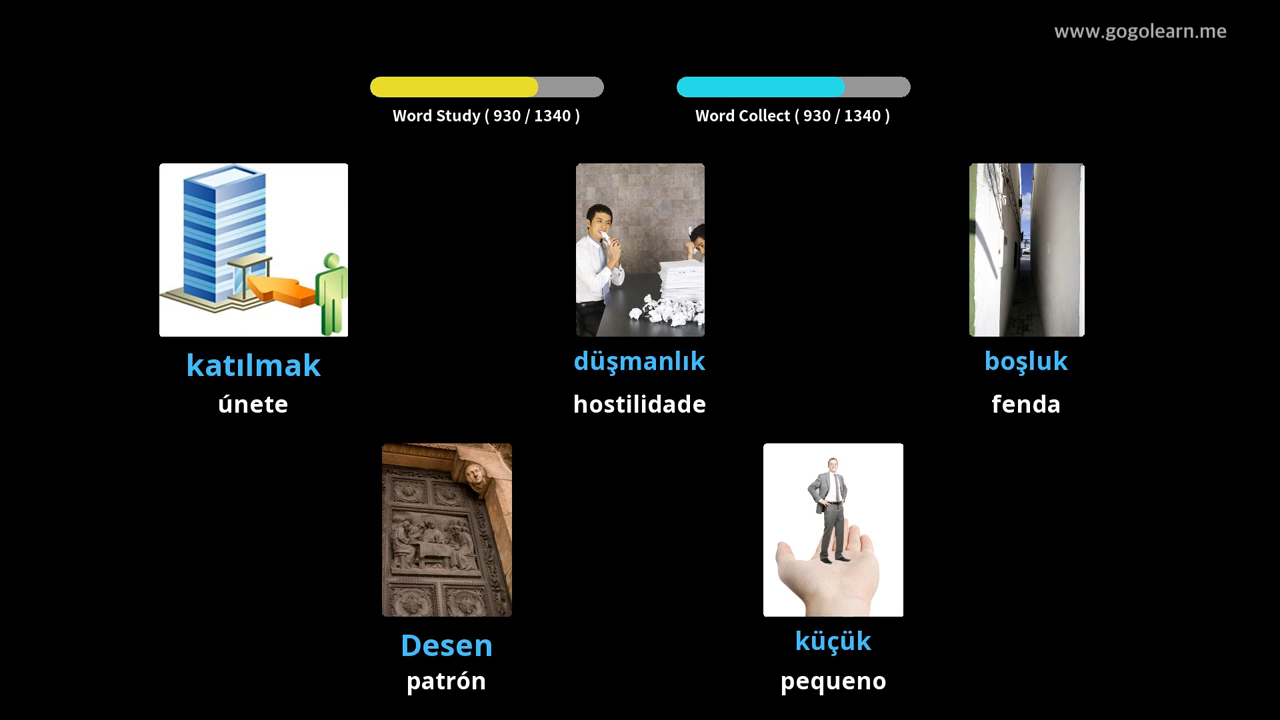 www.gogolearn.me
Word Study ( 930 / 1340 )
Word Collect ( 930 / 1340 )
katılmak
düşmanlık
boşluk
únete
hostilidade
fenda
Desen
küçük
patrón
pequeno